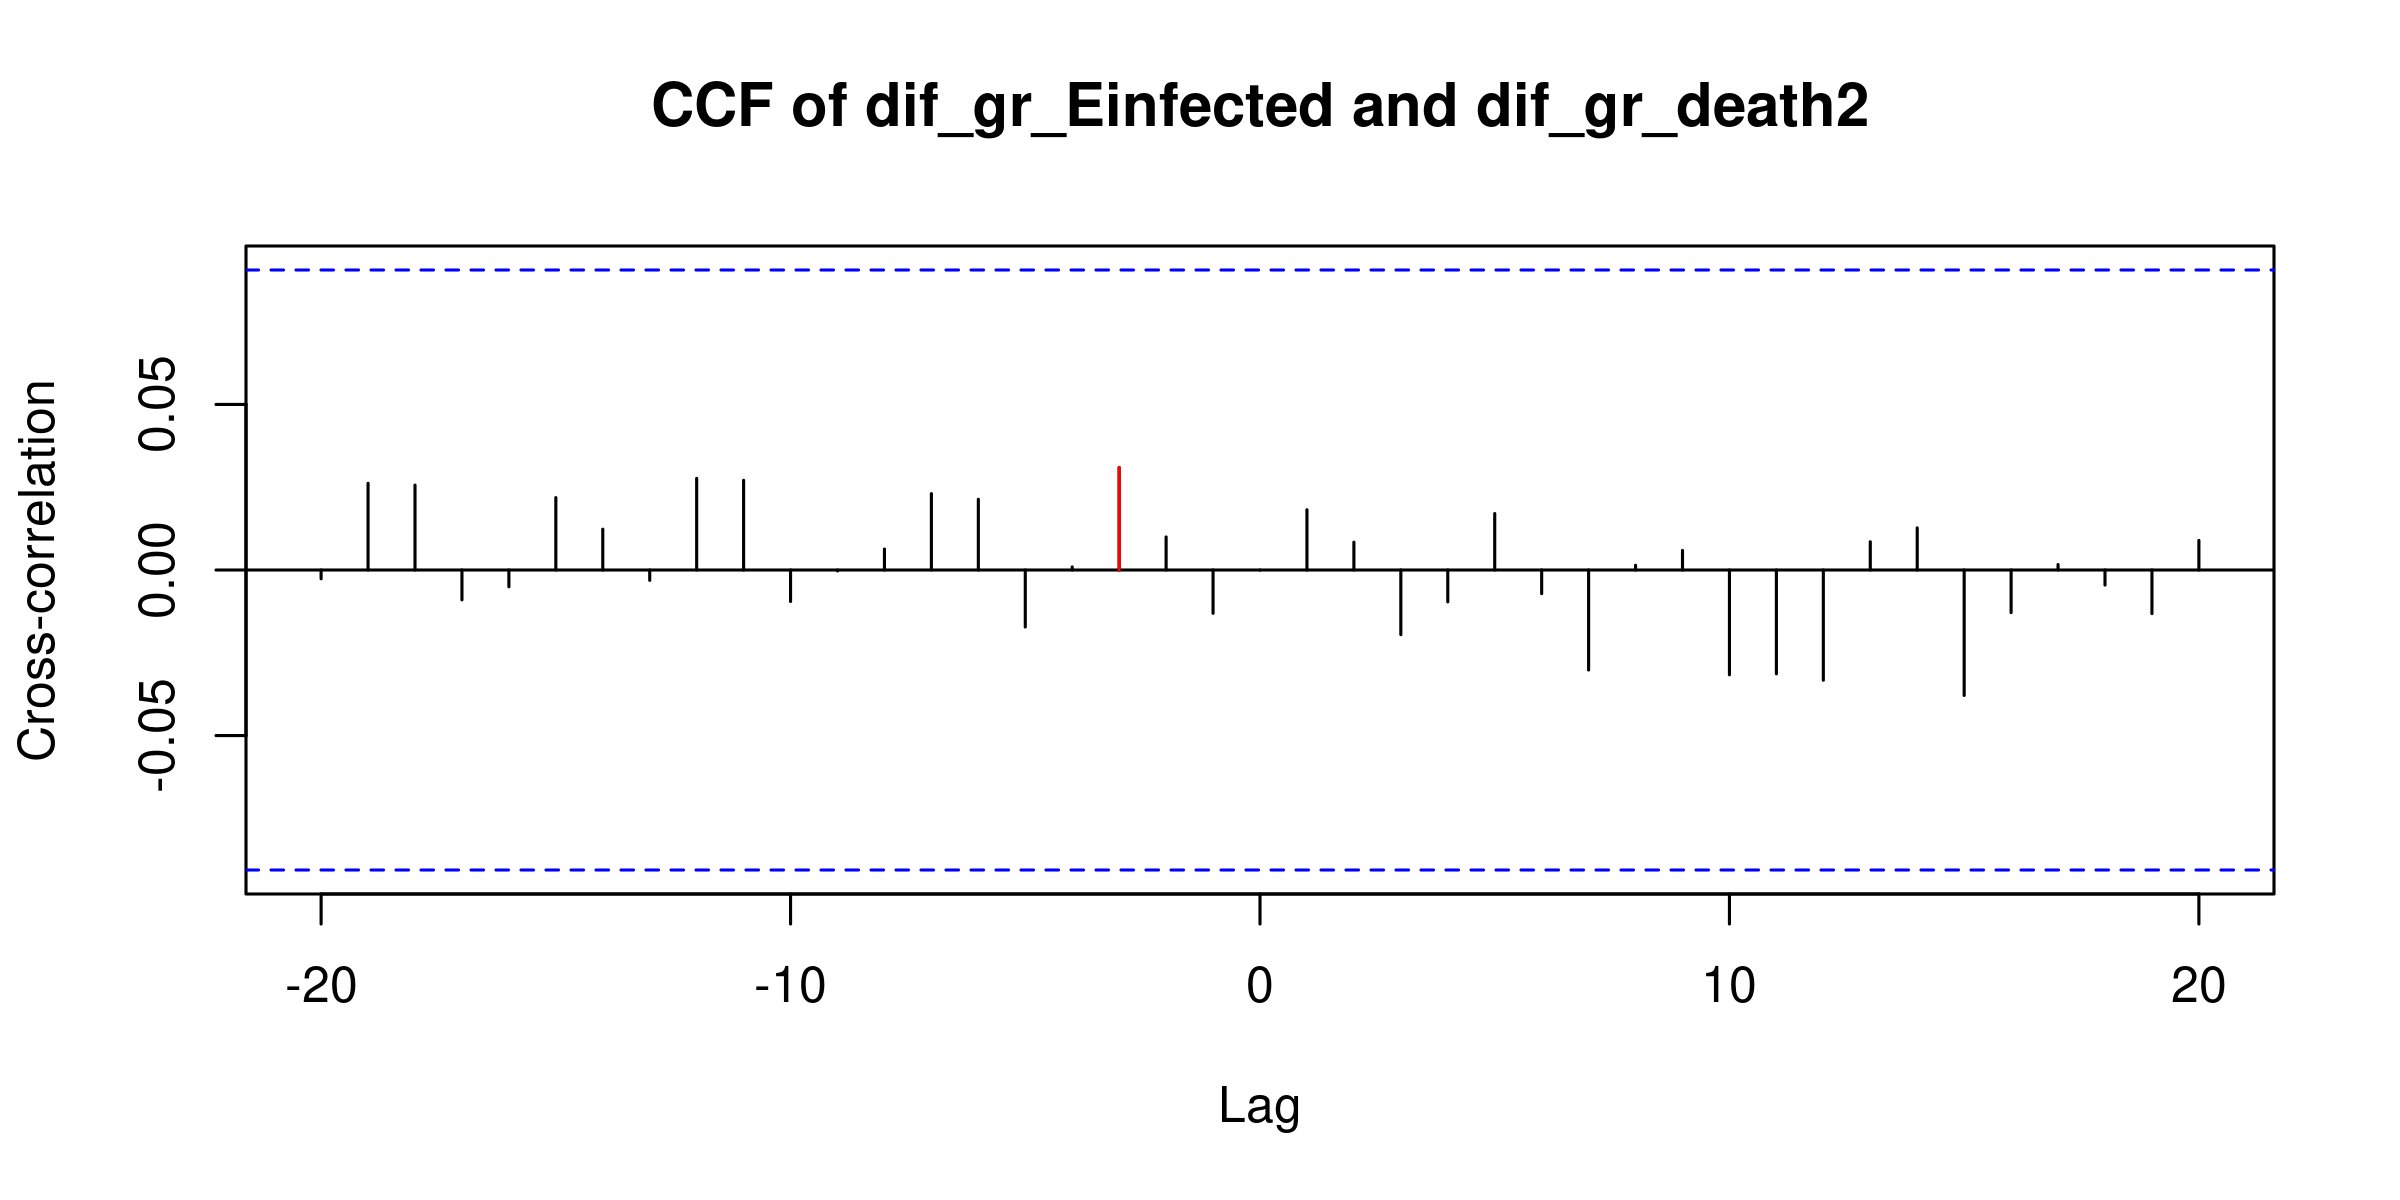 CCF of dif_gr_Einfected and dif_gr_death2
Cross-correlation
0.05
0.00
-0.05
-20
-10
0
10
20
Lag